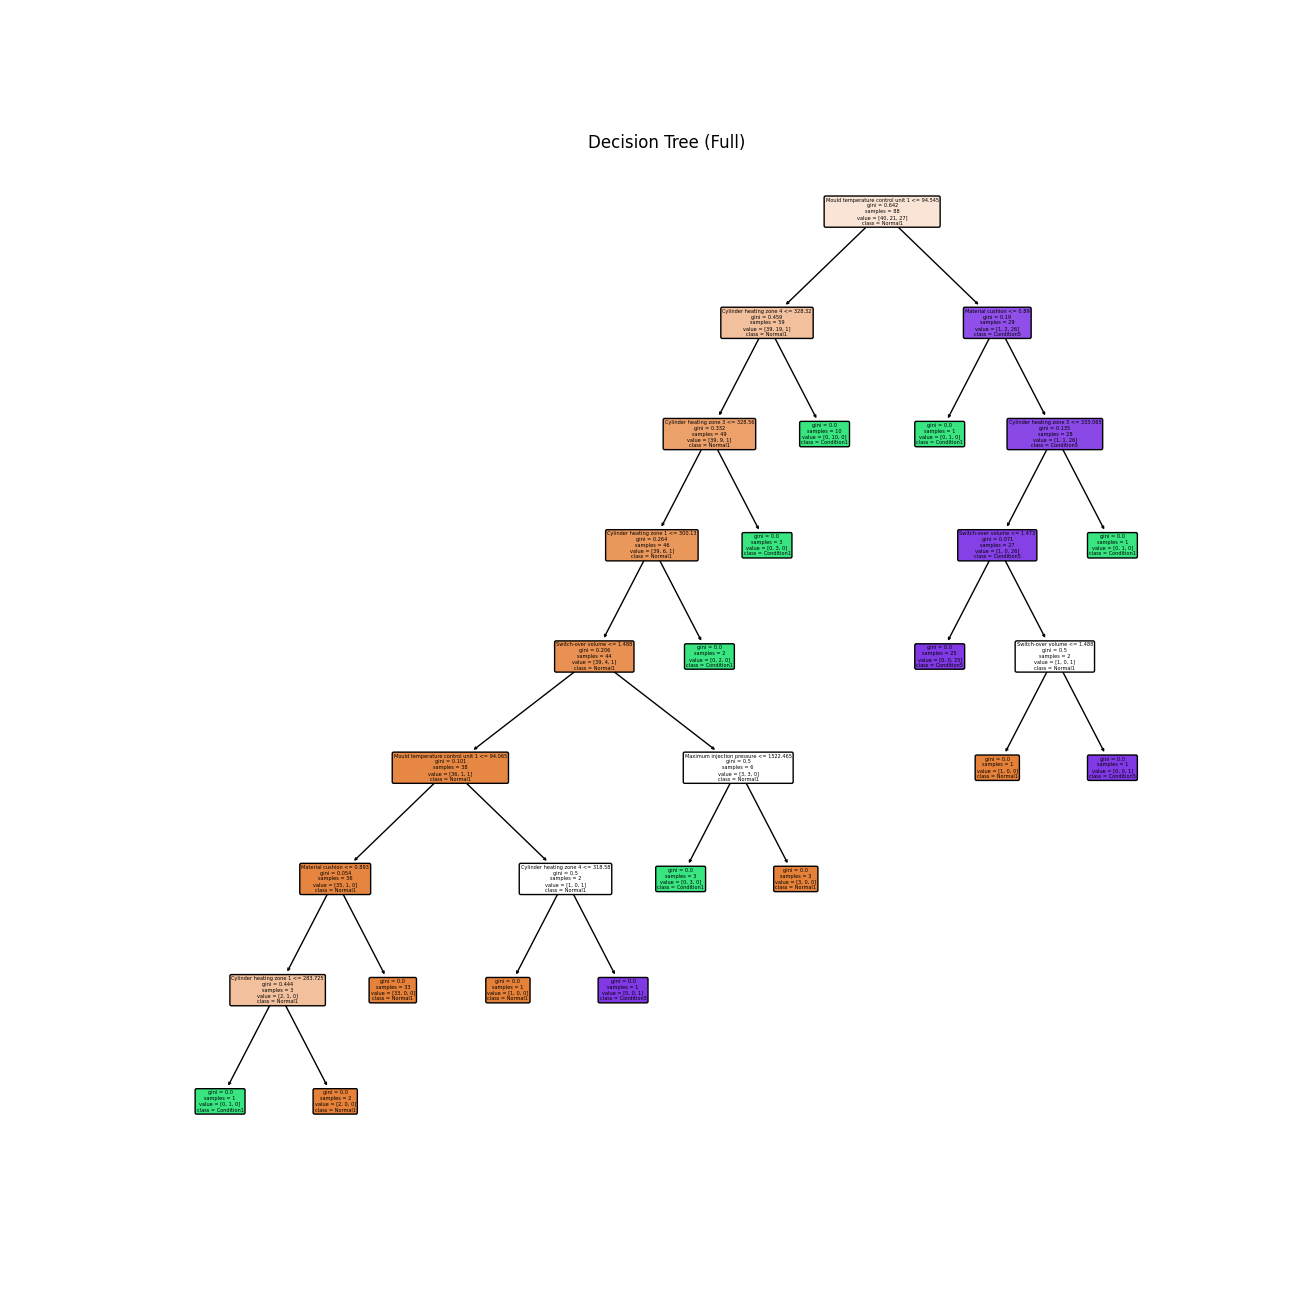 Decision Tree (Full)
Mould temperature control unit 1 <= 94.545
gini = 0.642
samples = 88
value = [40, 21, 27]
class = Normal1
Cylinder heating zone 4 <= 328.32
gini = 0.459
samples = 59
value = [39, 19, 1]
class = Normal1
Material cushion <= 0.89
gini = 0.19
samples = 29
value = [1, 2, 26]
class = Condition5
Cylinder heating zone 3 <= 328.56
gini = 0.332
samples = 49
value = [39, 9, 1]
class = Normal1
gini = 0.0
samples = 10
value = [0, 10, 0]
class = Condition1
gini = 0.0
samples = 1
value = [0, 1, 0]
class = Condition1
Cylinder heating zone 3 <= 333.065
gini = 0.135
samples = 28
value = [1, 1, 26]
class = Condition5
Cylinder heating zone 1 <= 300.13
gini = 0.264
samples = 46
value = [39, 6, 1]
class = Normal1
gini = 0.0
samples = 3
value = [0, 3, 0]
class = Condition1
Switch-over volume <= 1.473
gini = 0.071
samples = 27
value = [1, 0, 26]
class = Condition5
gini = 0.0
samples = 1
value = [0, 1, 0]
class = Condition1
Switch-over volume <= 1.488
gini = 0.206
samples = 44
value = [39, 4, 1]
class = Normal1
gini = 0.0
samples = 2
value = [0, 2, 0]
class = Condition1
gini = 0.0
samples = 25
value = [0, 0, 25]
class = Condition5
Switch-over volume <= 1.488
gini = 0.5
samples = 2
value = [1, 0, 1]
class = Normal1
Mould temperature control unit 1 <= 94.065
gini = 0.101
samples = 38
value = [36, 1, 1]
class = Normal1
Maximum injection pressure <= 1522.465
gini = 0.5
samples = 6
value = [3, 3, 0]
class = Normal1
gini = 0.0
samples = 1
value = [1, 0, 0]
class = Normal1
gini = 0.0
samples = 1
value = [0, 0, 1]
class = Condition5
Material cushion <= 0.893
gini = 0.054
samples = 36
value = [35, 1, 0]
class = Normal1
Cylinder heating zone 4 <= 318.58
gini = 0.5
samples = 2
value = [1, 0, 1]
class = Normal1
gini = 0.0
samples = 3
value = [0, 3, 0]
class = Condition1
gini = 0.0
samples = 3
value = [3, 0, 0]
class = Normal1
Cylinder heating zone 1 <= 283.725
gini = 0.444
samples = 3
value = [2, 1, 0]
class = Normal1
gini = 0.0
samples = 33
value = [33, 0, 0]
class = Normal1
gini = 0.0
samples = 1
value = [1, 0, 0]
class = Normal1
gini = 0.0
samples = 1
value = [0, 0, 1]
class = Condition5
gini = 0.0
samples = 1
value = [0, 1, 0]
class = Condition1
gini = 0.0
samples = 2
value = [2, 0, 0]
class = Normal1